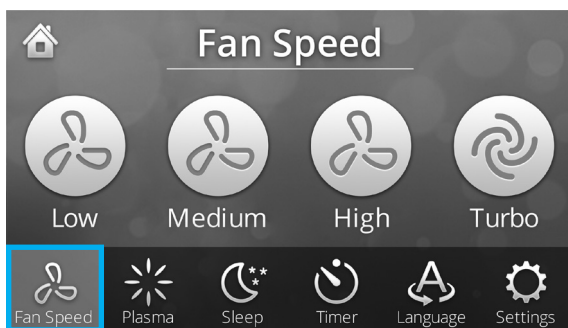 Fan Speed
Low Medium High Turbo
Fan Speed Plasma Sleep Timer Language Settings